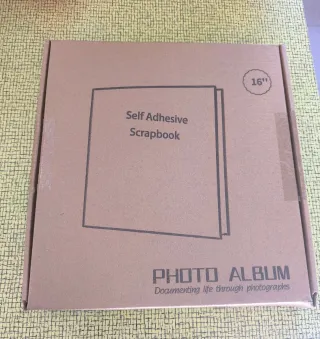 16"
Self Adhesive
Scrapbook
PHOTO ALBUM
Documenting life through photographs